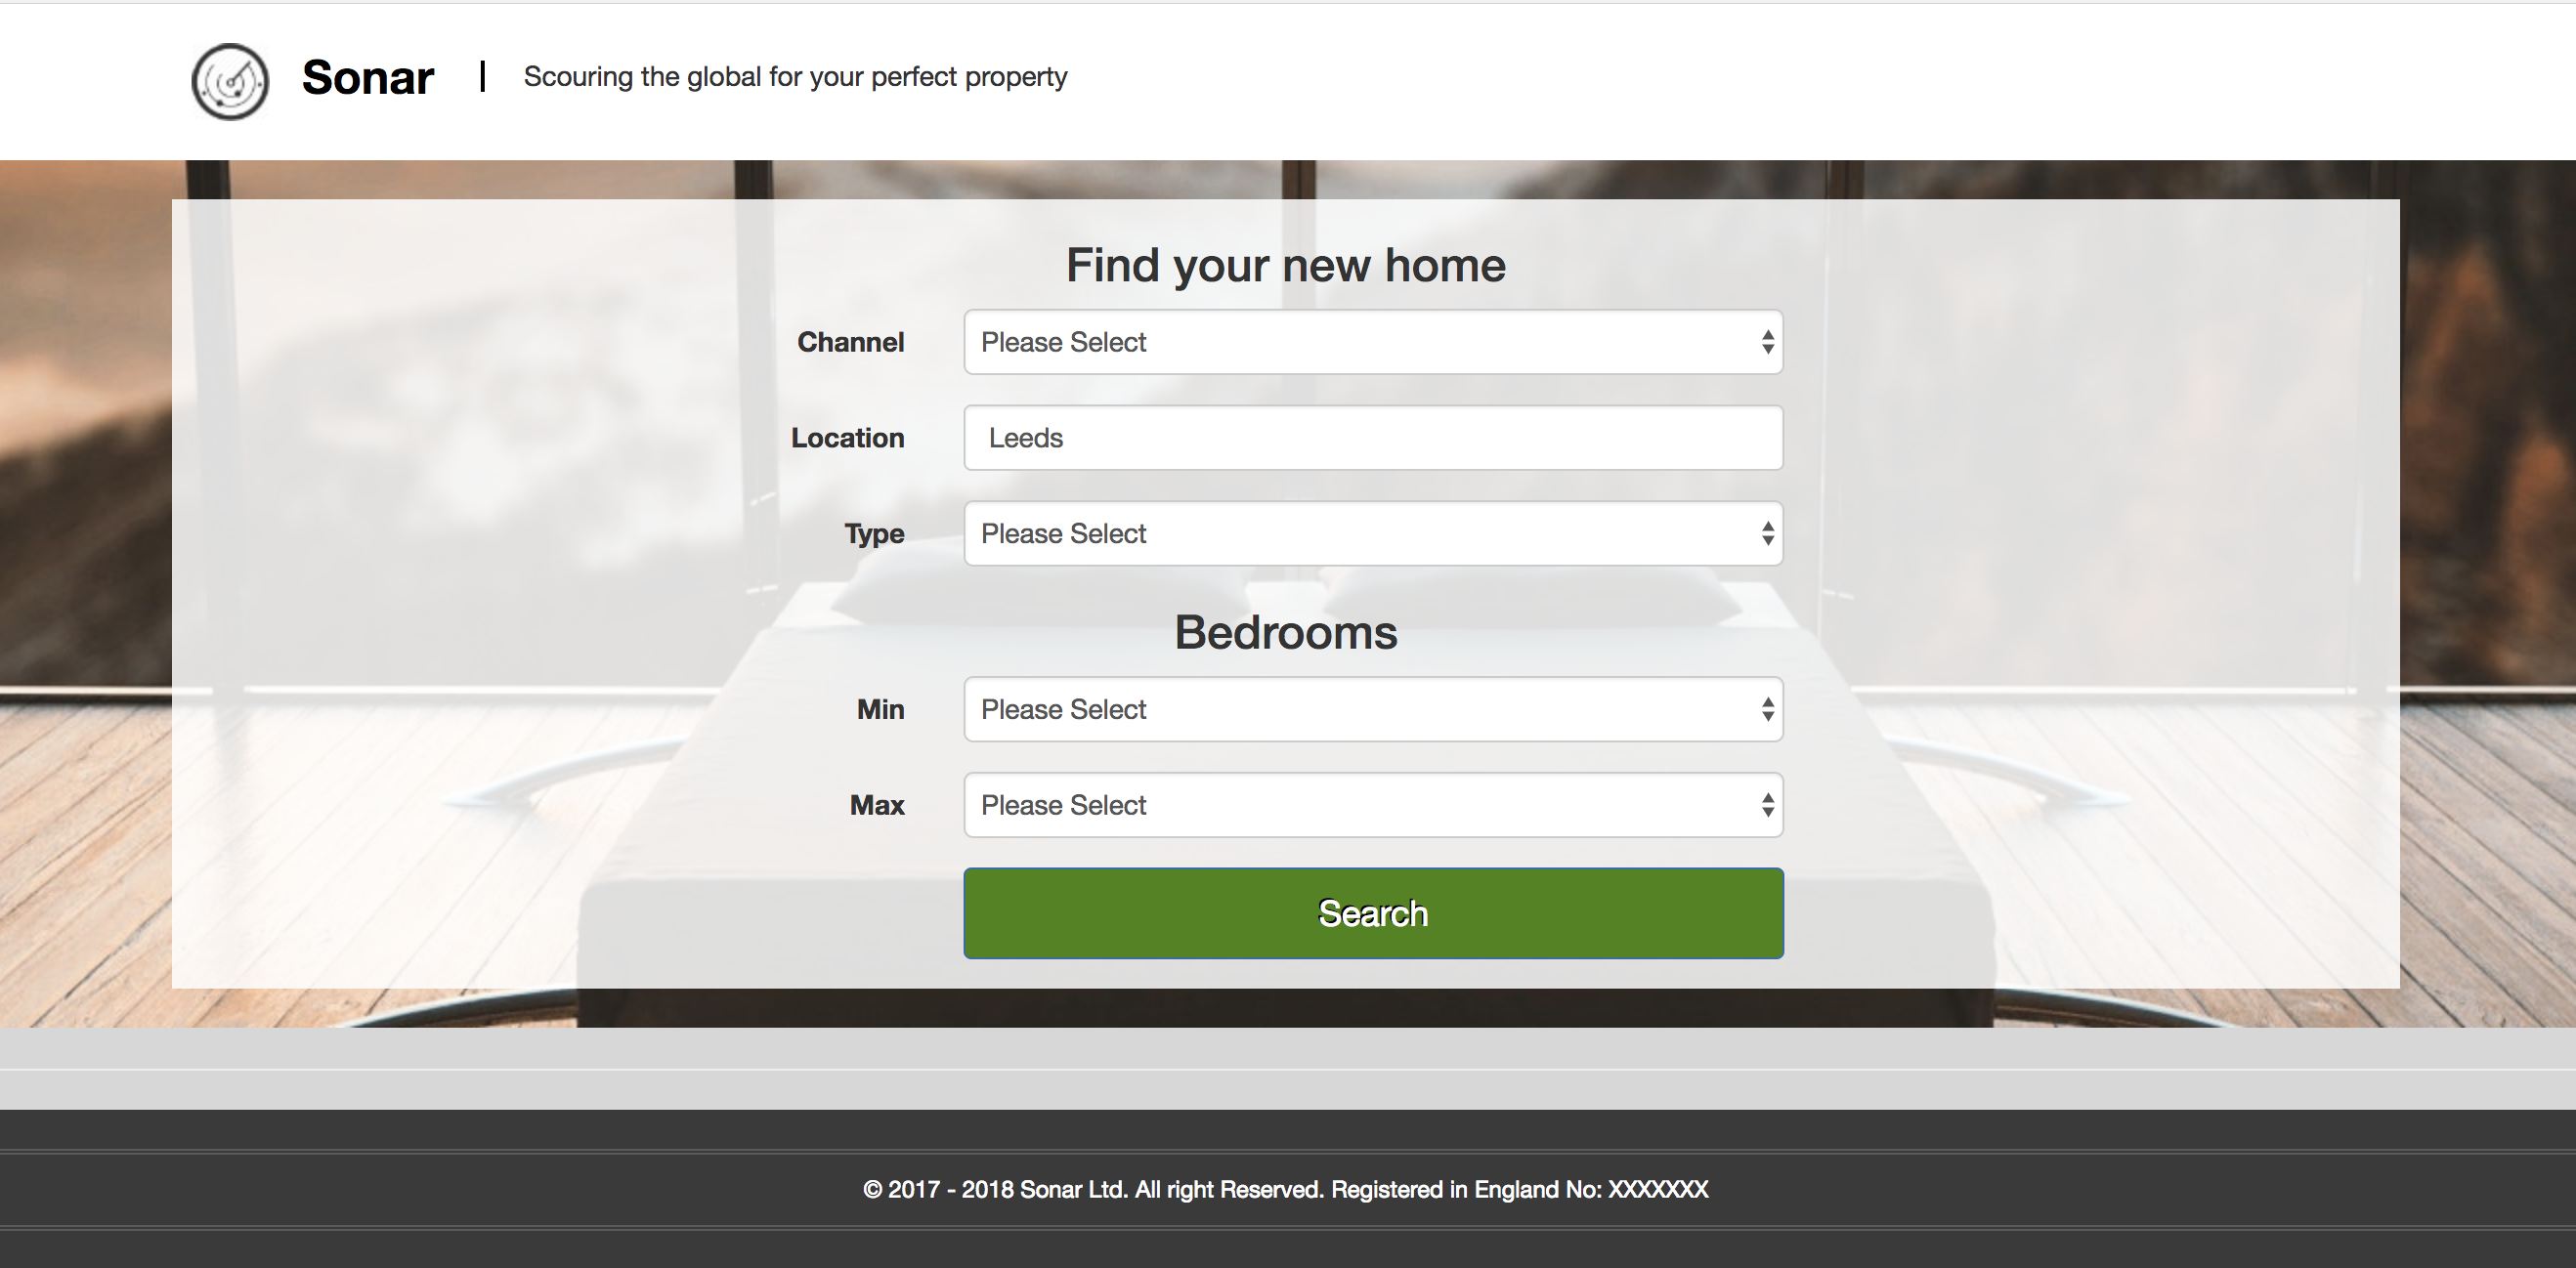 Sonar | Scouring the global for your perfect property
Find your new home
Channel Please Select
Location Leeds
Type Please Select
Bedrooms
Min Please Select
Max Please Select
Search
© 2017 - 2018 Sonar Ltd. All right Reserved. Registered in England No: XXXXXXX